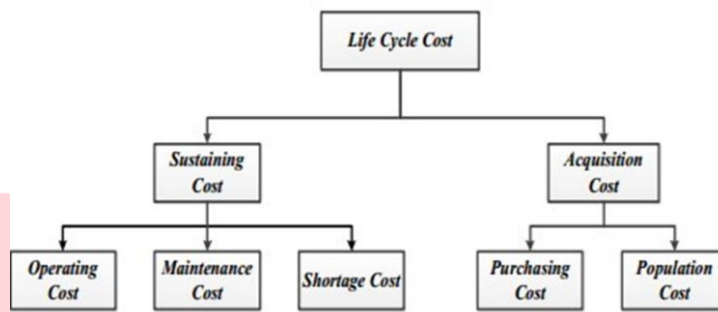 Life Cycle Cost
Sustaining
Cost
Acquisition
Cost
Operating
Cost
Maintenance
Cost
Shortage Cost
Purchasing
Cost
Population
Cost